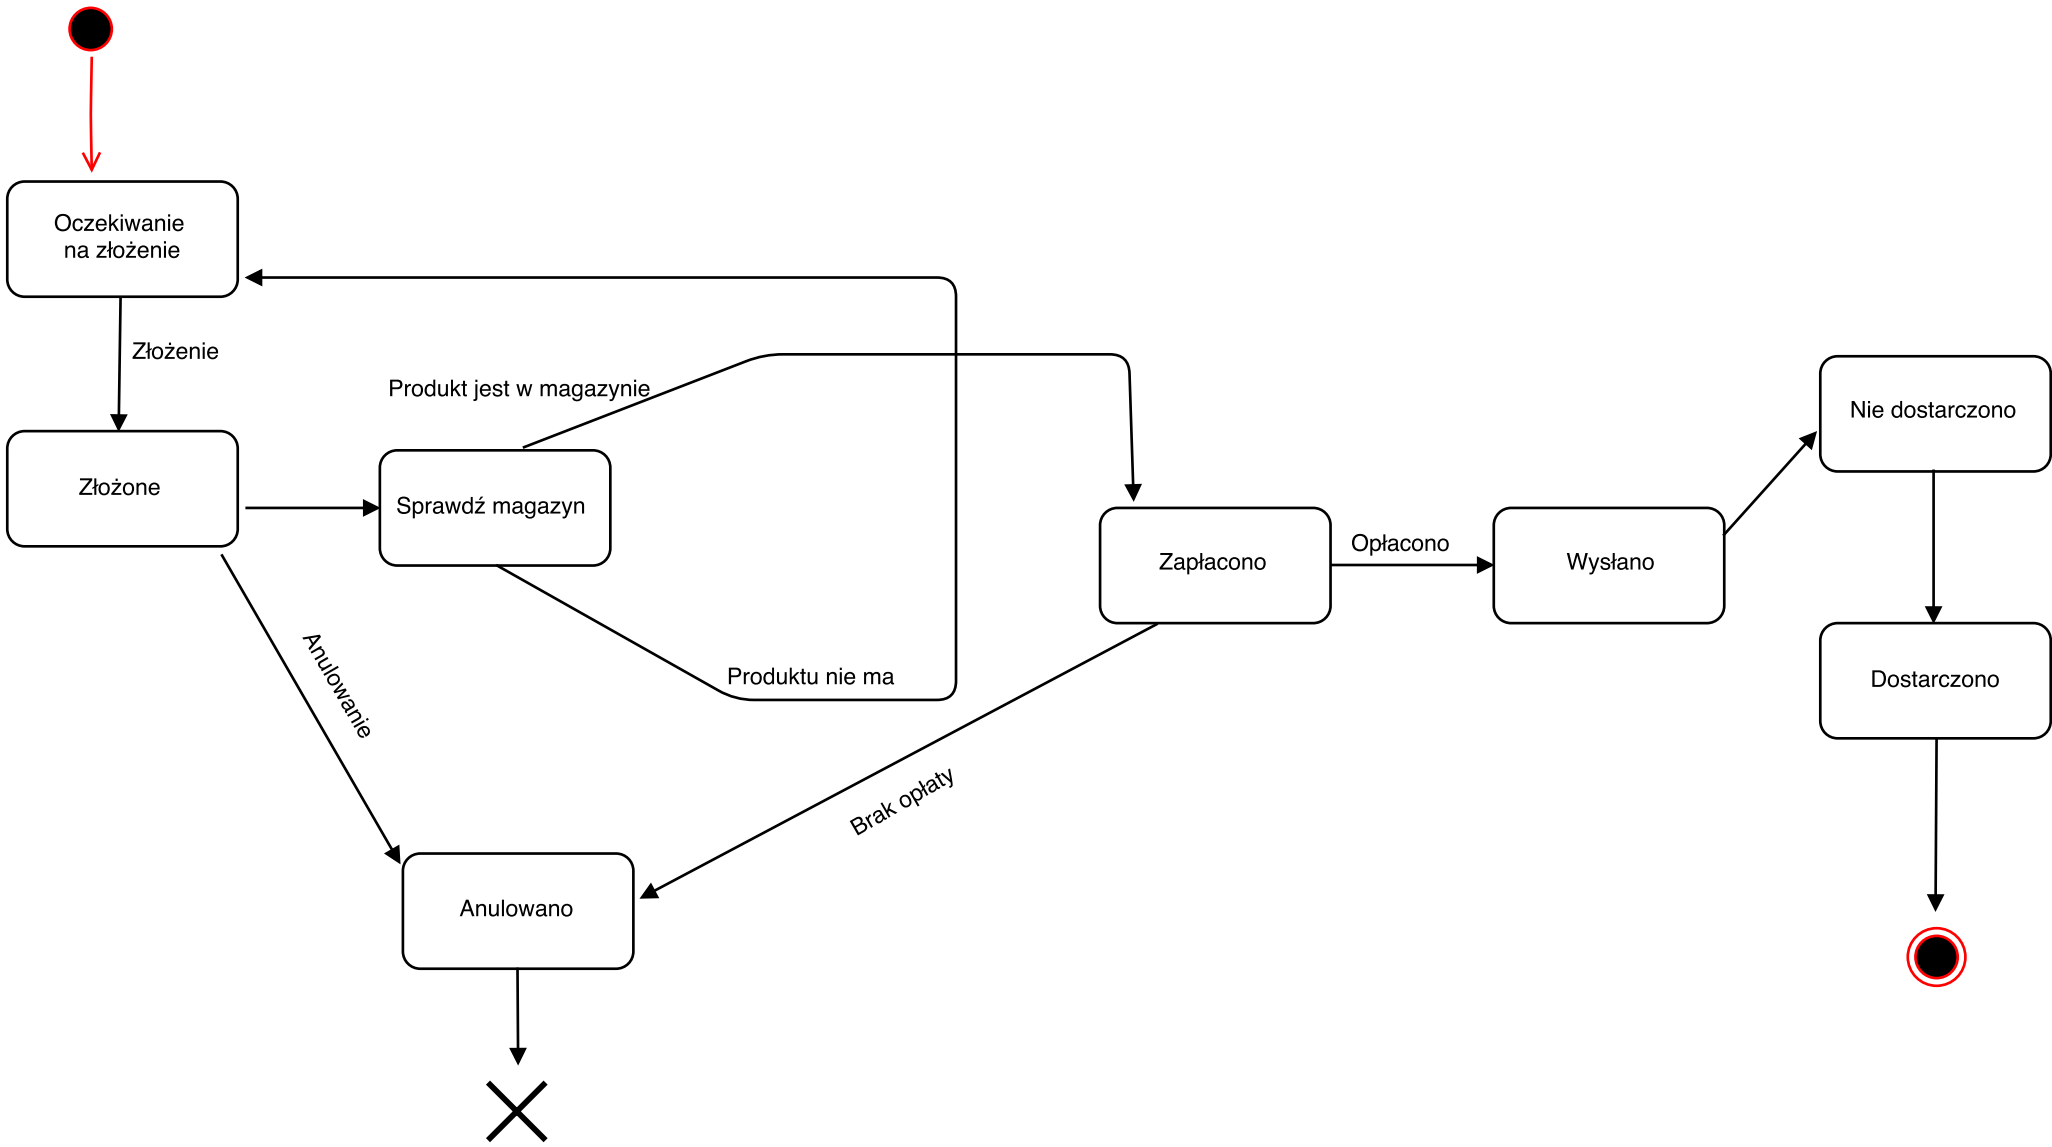 Oczekiwanie
na złożenie
Złożenie
Produkt jest w magazynie
Nie dostarczono
Złożone
Sprawdź magazyn
Opłacono
Zapłacono
Wysłano
Anulowanie
Produktu nie ma
Dostarczono
Brak opłaty
Anulowano